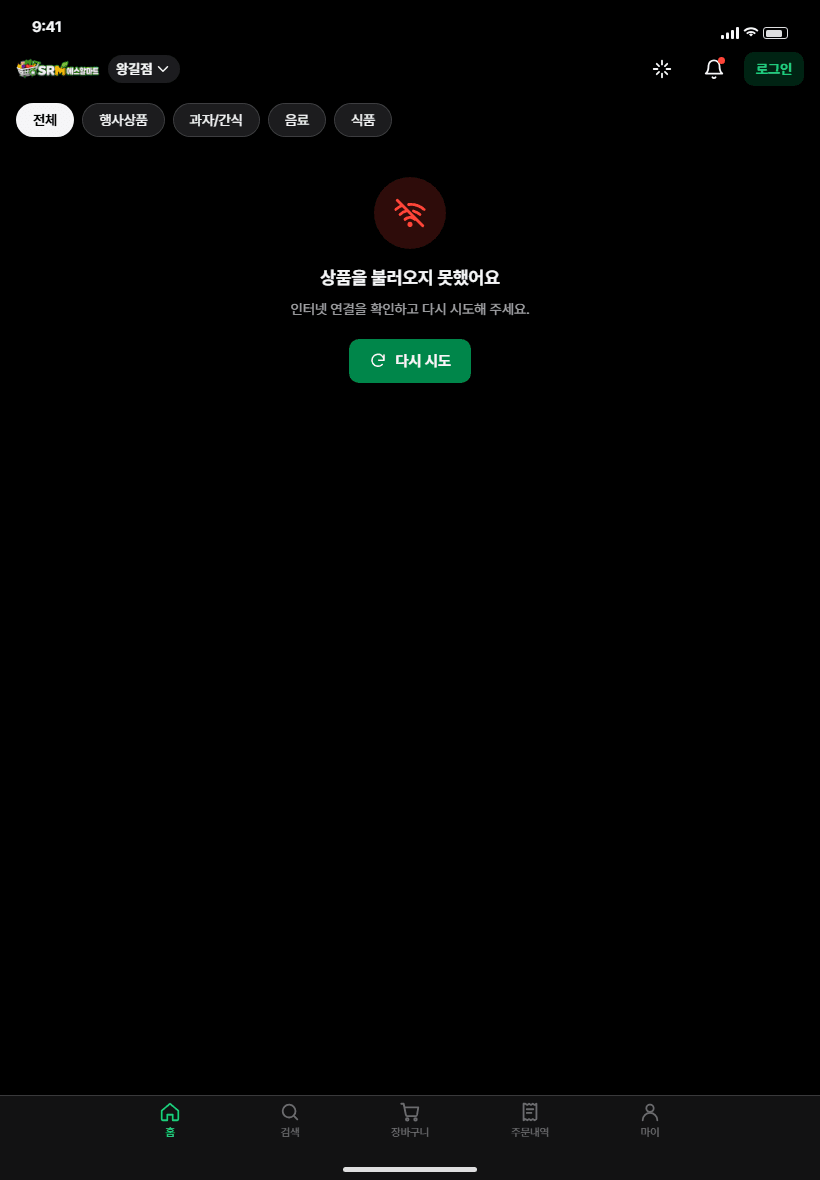 9:41
SRM에스알마트 왕길점 로그인
전체 행사상품 과자/간식 음료 식품
상품을 불러오지 못했어요
인터넷 연결을 확인하고 다시 시도해 주세요.
다시 시도
홈 검색 장바구니 주문내역 마이